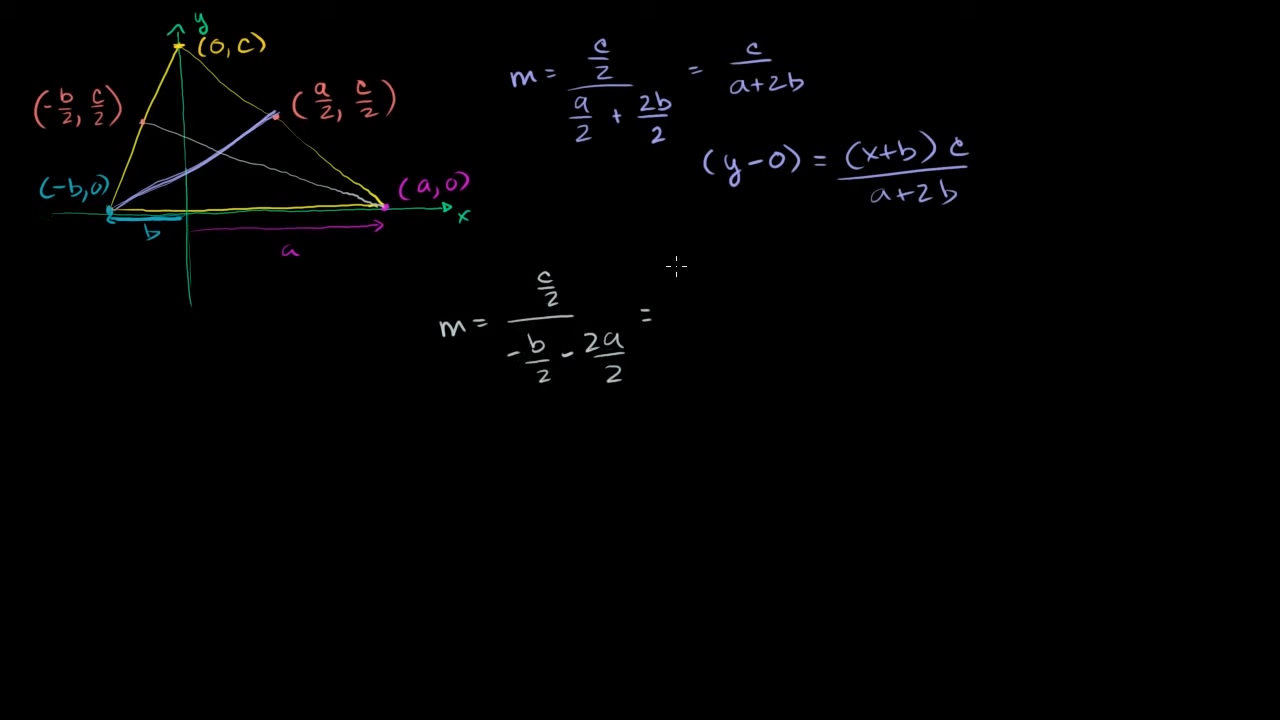 y
(0, c)
(-b/2, c/2)
(a/2, c/2)
(-b, 0)
(a, 0)
x
b
a
m = (c/2)/(a/2 + 2b/2) = c/(a+2b)
(y-0) = (x+b) c/(a+2b)
m = (c/2)/(-b/2 - 2a/2) =